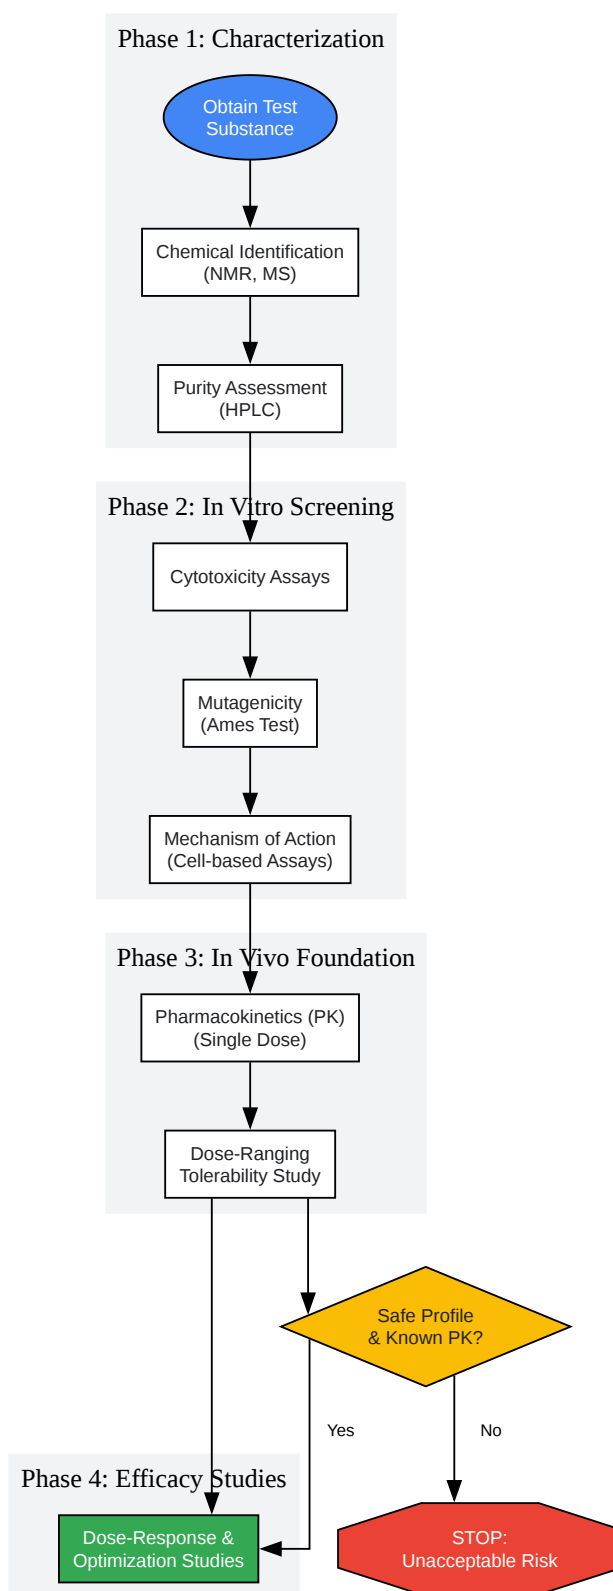 Phase 1: Characterization
Obtain Test
Substance
Chemical Identification
(NMR, MS)
Purity Assessment
(HPLC)
Phase 2: In Vitro Screening
Cytotoxicity Assays
Mutagenicity
(Ames Test)
Mechanism of Action
(Cell-based Assays)
Phase 3: In Vivo Foundation
Pharmacokinetics (PK)
(Single Dose)
Dose-Ranging
Tolerability Study
Safe Profile
& Known PK?
Yes
No
Phase 4: Efficacy Studies
Dose-Response &
Optimization Studies
STOP:
Unacceptable Risk